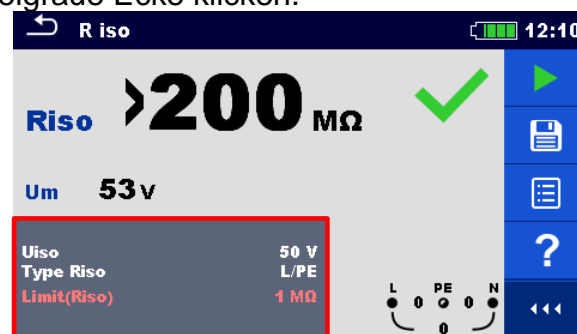 R iso 12:10
Riso >200 MΩ
Um 53 V
Uiso 50 V
Type Riso L/PE
Limit(Riso) 1 MΩ
L PE N
0 0
0
?